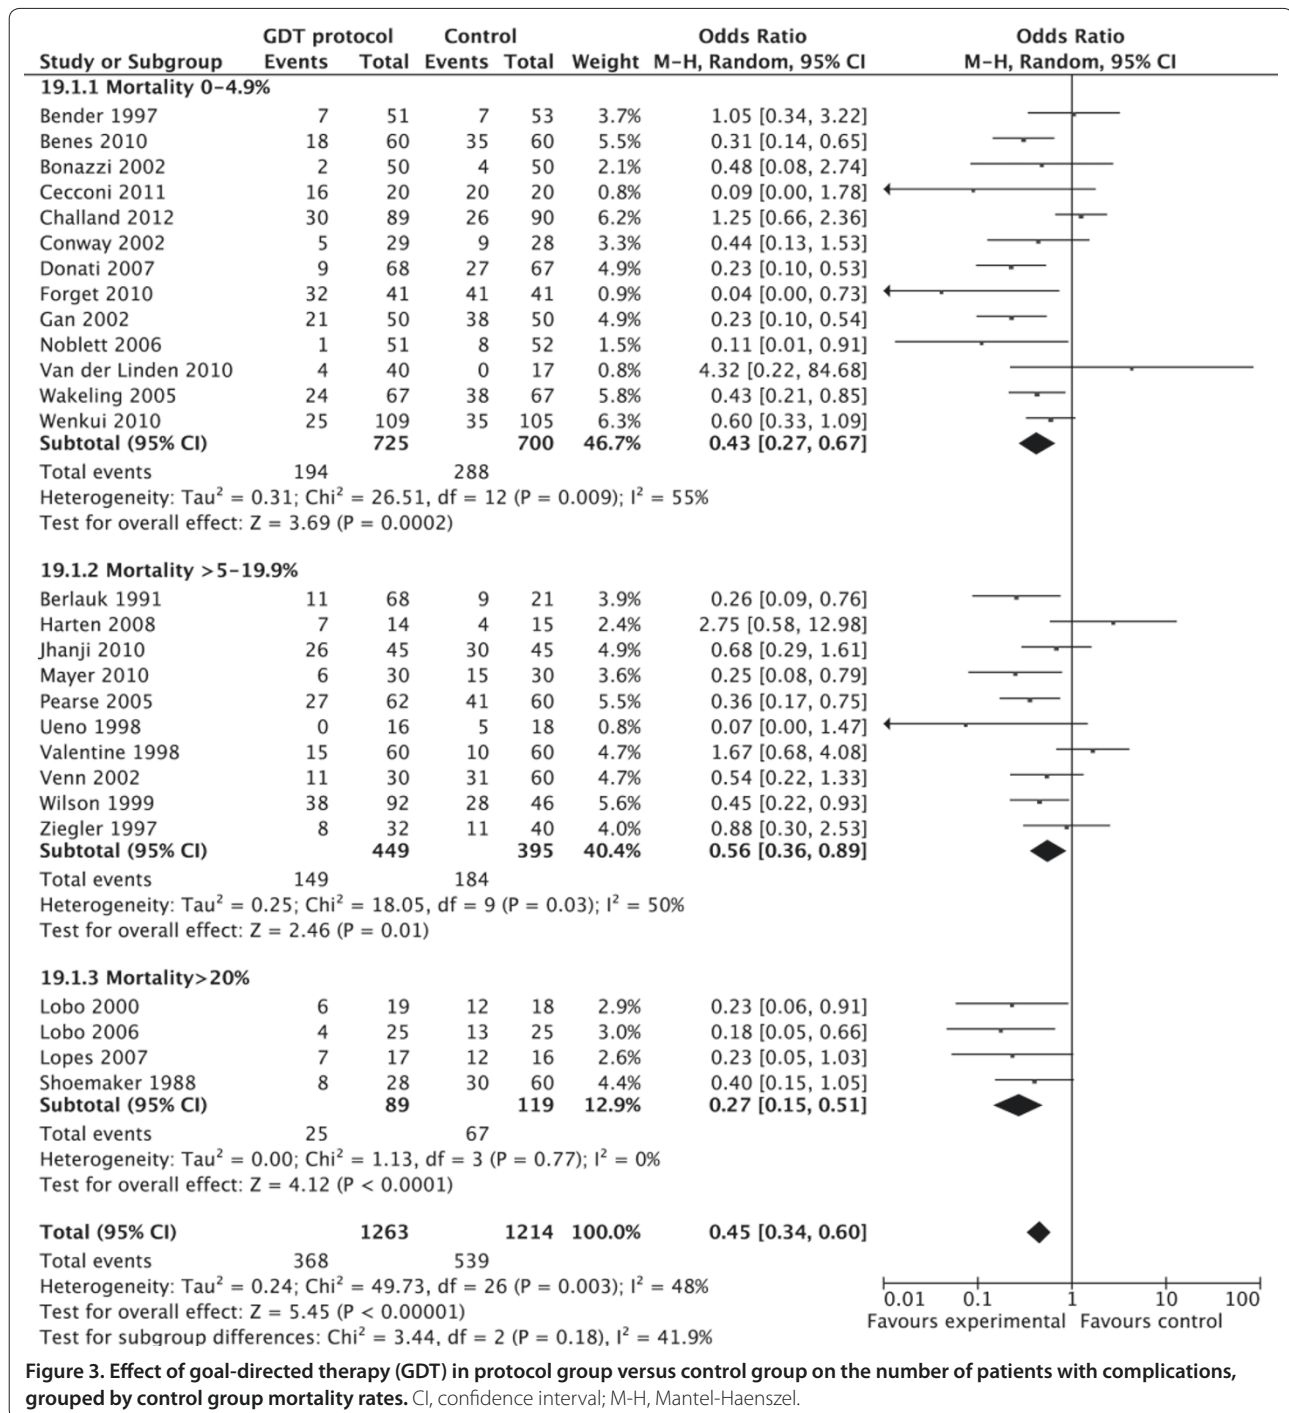 GDT protocol Control Odds Ratio Odds Ratio
Study or Subgroup Events Total Events Total Weight M-H, Random, 95% CI M-H, Random, 95% CI
19.1.1 Mortality 0-4.9%
Bender 1997 7 51 7 53 3.7% 1.05 [0.34, 3.22]
Benes 2010 18 60 35 60 5.5% 0.31 [0.14, 0.65]
Bonazzi 2002 2 50 4 50 2.1% 0.48 [0.08, 2.74]
Cecconi 2011 16 20 20 20 0.8% 0.09 [0.00, 1.78]
Challand 2012 30 89 26 90 6.2% 1.25 [0.66, 2.36]
Conway 2002 5 29 9 28 3.3% 0.44 [0.13, 1.53]
Donati 2007 9 68 27 67 4.9% 0.23 [0.10, 0.53]
Forget 2010 32 41 41 41 0.9% 0.04 [0.00, 0.73]
Gan 2002 21 50 38 50 4.9% 0.23 [0.10, 0.54]
Noblett 2006 1 51 8 52 1.5% 0.11 [0.01, 0.91]
Van der Linden 2010 4 40 0 17 0.8% 4.32 [0.22, 84.68]
Wakeling 2005 24 67 38 67 5.8% 0.43 [0.21, 0.85]
Wenkui 2010 25 109 35 105 6.3% 0.60 [0.33, 1.09]
Subtotal (95% CI) 725 700 46.7% 0.43 [0.27, 0.67]
Total events 194 288
Heterogeneity: Tau² = 0.31; Chi² = 26.51, df = 12 (P = 0.009); I² = 55%
Test for overall effect: Z = 3.69 (P = 0.0002)
19.1.2 Mortality >5-19.9%
Berlauk 1991 11 68 9 21 3.9% 0.26 [0.09, 0.76]
Harten 2008 7 14 4 15 2.4% 2.75 [0.58, 12.98]
Jhanji 2010 26 45 30 45 4.9% 0.68 [0.29, 1.61]
Mayer 2010 6 30 15 30 3.6% 0.25 [0.08, 0.79]
Pearse 2005 27 62 41 60 5.5% 0.36 [0.17, 0.75]
Ueno 1998 0 16 5 18 0.8% 0.07 [0.00, 1.47]
Valentine 1998 15 60 10 60 4.7% 1.67 [0.68, 4.08]
Venn 2002 11 30 31 60 4.7% 0.54 [0.22, 1.33]
Wilson 1999 38 92 28 46 5.6% 0.45 [0.22, 0.93]
Ziegler 1997 8 32 11 40 4.0% 0.88 [0.30, 2.53]
Subtotal (95% CI) 449 395 40.4% 0.56 [0.36, 0.89]
Total events 149 184
Heterogeneity: Tau² = 0.25; Chi² = 18.05, df = 9 (P = 0.03); I² = 50%
Test for overall effect: Z = 2.46 (P = 0.01)
19.1.3 Mortality>20%
Lobo 2000 6 19 12 18 2.9% 0.23 [0.06, 0.91]
Lobo 2006 4 25 13 25 3.0% 0.18 [0.05, 0.66]
Lopes 2007 7 17 12 16 2.6% 0.23 [0.05, 1.03]
Shoemaker 1988 8 28 30 60 4.4% 0.40 [0.15, 1.05]
Subtotal (95% CI) 89 119 12.9% 0.27 [0.15, 0.51]
Total events 25 67
Heterogeneity: Tau² = 0.00; Chi² = 1.13, df = 3 (P = 0.77); I² = 0%
Test for overall effect: Z = 4.12 (P < 0.0001)
Total (95% CI) 1263 1214 100.0% 0.45 [0.34, 0.60]
Total events 368 539
Heterogeneity: Tau² = 0.24; Chi² = 49.73, df = 26 (P = 0.003); I² = 48%
0.01 0.1 1 10 100
Test for overall effect: Z = 5.45 (P < 0.00001)
Favours experimental Favours control
Test for subgroup differences: Chi² = 3.44, df = 2 (P = 0.18), I² = 41.9%
Figure 3. Effect of goal-directed therapy (GDT) in protocol group versus control group on the number of patients with complications,
grouped by control group mortality rates. CI, confidence interval; M-H, Mantel-Haenszel.